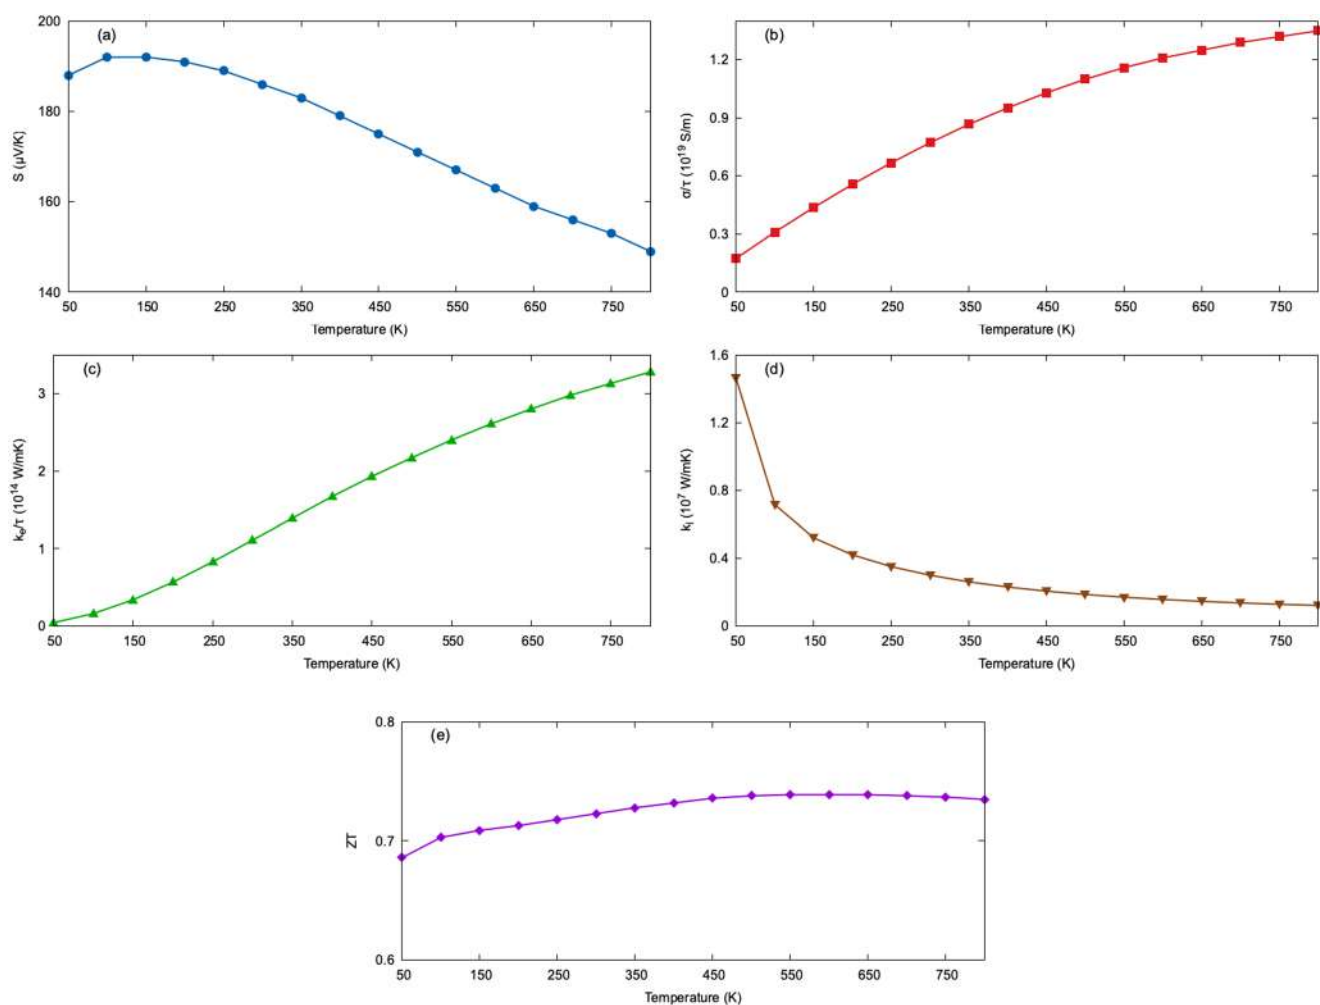 (a)
200
180
160
140
S (μV/K)
50 150 250 350 450 550 650 750
Temperature (K)
(b)
1.2
0.9
0.6
0.3
0
σ/τ (10¹⁹ S/m)
50 150 250 350 450 550 650 750
Temperature (K)
(c)
3
2
1
0
kₑ/τ (10¹⁴ W/mK)
50 150 250 350 450 550 650 750
Temperature (K)
(d)
1.6
1.2
0.8
0.4
0
kₗ (10⁷ W/mK)
50 150 250 350 450 550 650 750
Temperature (K)
(e)
0.8
0.7
0.6
ZT
50 150 250 350 450 550 650 750
Temperature (K)